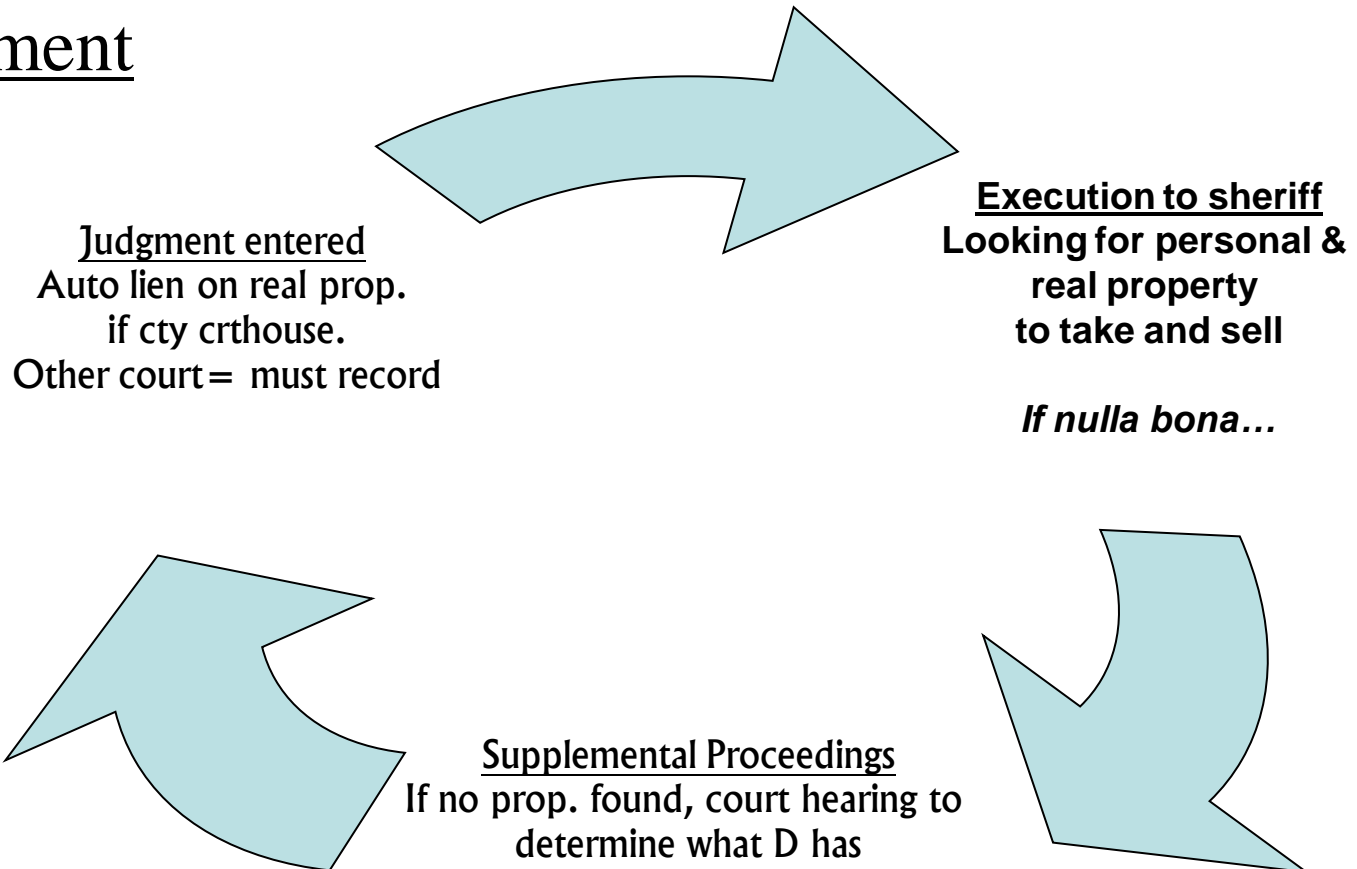 Judgment entered
Auto lien on real prop.
if cty crthouse.
Other court= must record
Execution to sheriff
Looking for personal &
real property
to take and sell
If nulla bona…
Supplemental Proceedings
If no prop. found, court hearing to
determine what D has